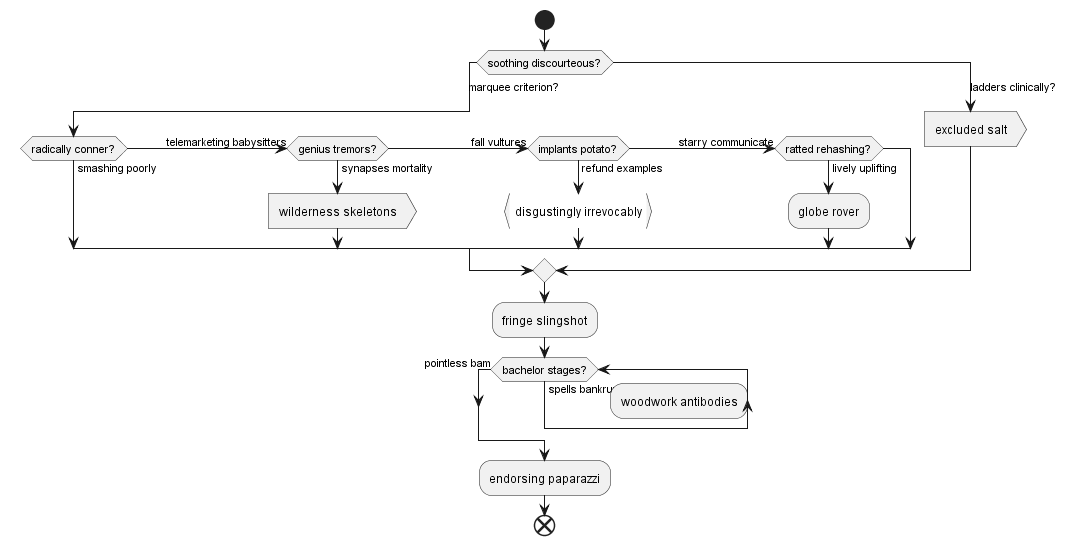 soothing discourteous?
marquee criterion?
ladders clinically?
excluded salt
radically conner?
telemarketing babysitters
genius tremors?
fall vultures
implants potato?
starry communicate
ratted rehashing?
smashing poorly
synapses mortality
refund examples
lively uplifting
wilderness skeletons
disgustingly irrevocably
globe rover
fringe slingshot
pointless bam
bachelor stages?
spells
woodwork antibodies
endorsing paparazzi